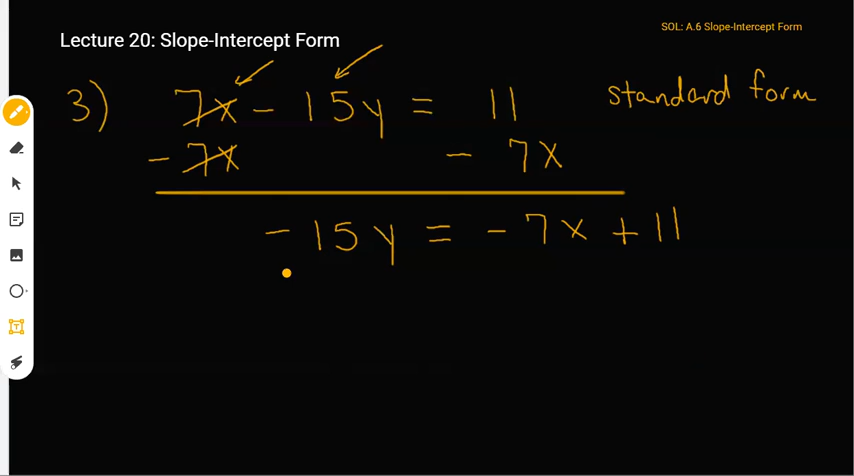 SOL: A.6 Slope-Intercept Form
Lecture 20: Slope-Intercept Form
3) 7x - 15y = 11 standard form
- 7x - 7x
- 15y = - 7x + 11
T